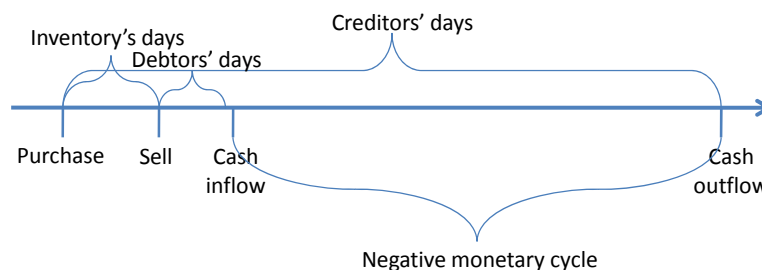 Creditors' days
Inventory's days
Debtors' days
Purchase
Sell
Cash
inflow
Cash
outflow
Negative monetary cycle